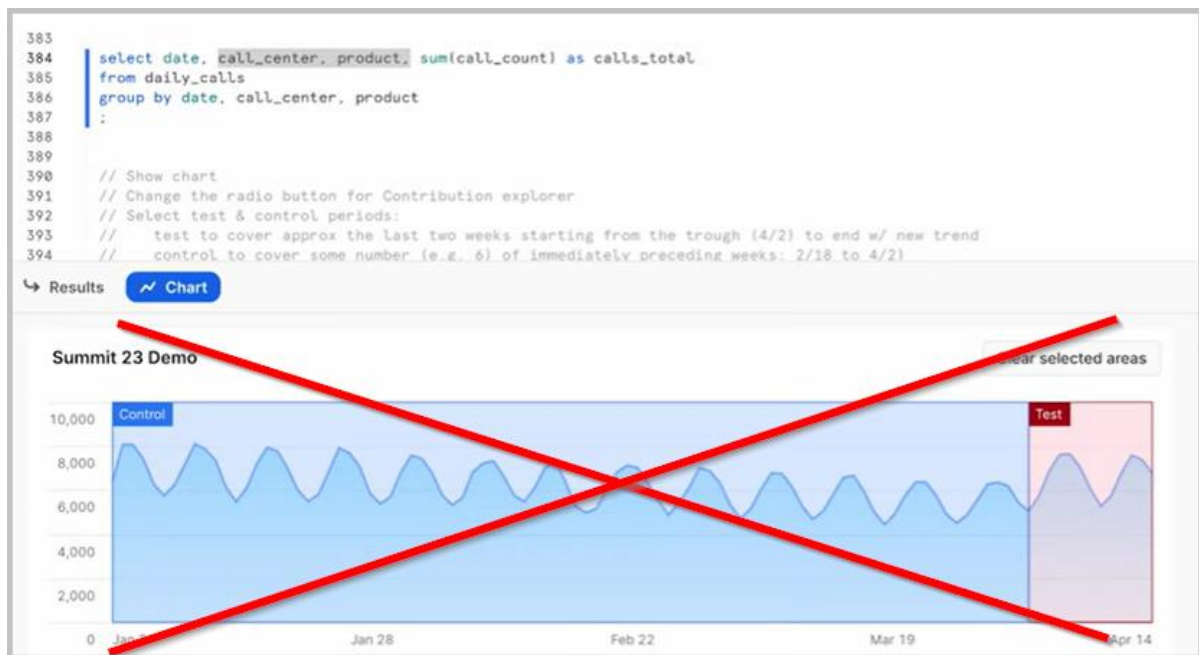 383
384 select date, call_center, product, sum(call_count) as calls_total
385 from daily_calls
386 group by date, call_center, product
387 ;
388
389
390 // Show chart
391 // Change the radio button for Contribution explorer
392 // Select test & control periods:
393 // test to cover approx the last two weeks starting from the trough (4/2) to end w/ new trend
394 // control to cover some number (e.g. 6) of immediately preceding weeks: 2/18 to 4/2)
Results Chart
Summit 23 Demo
Clear selected areas
10,000 Control Test
8,000
6,000
4,000
2,000
0 Jan Jan 28 Feb 22 Mar 19 Apr 14